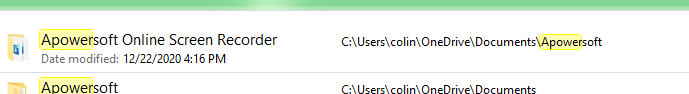 Apowersoft Online Screen Recorder C:\Users\colin\OneDrive\Documents\Apowersoft
Date modified: 12/22/2020 4:16 PM
Apowersoft C:\Users\colin\OneDrive\Documents